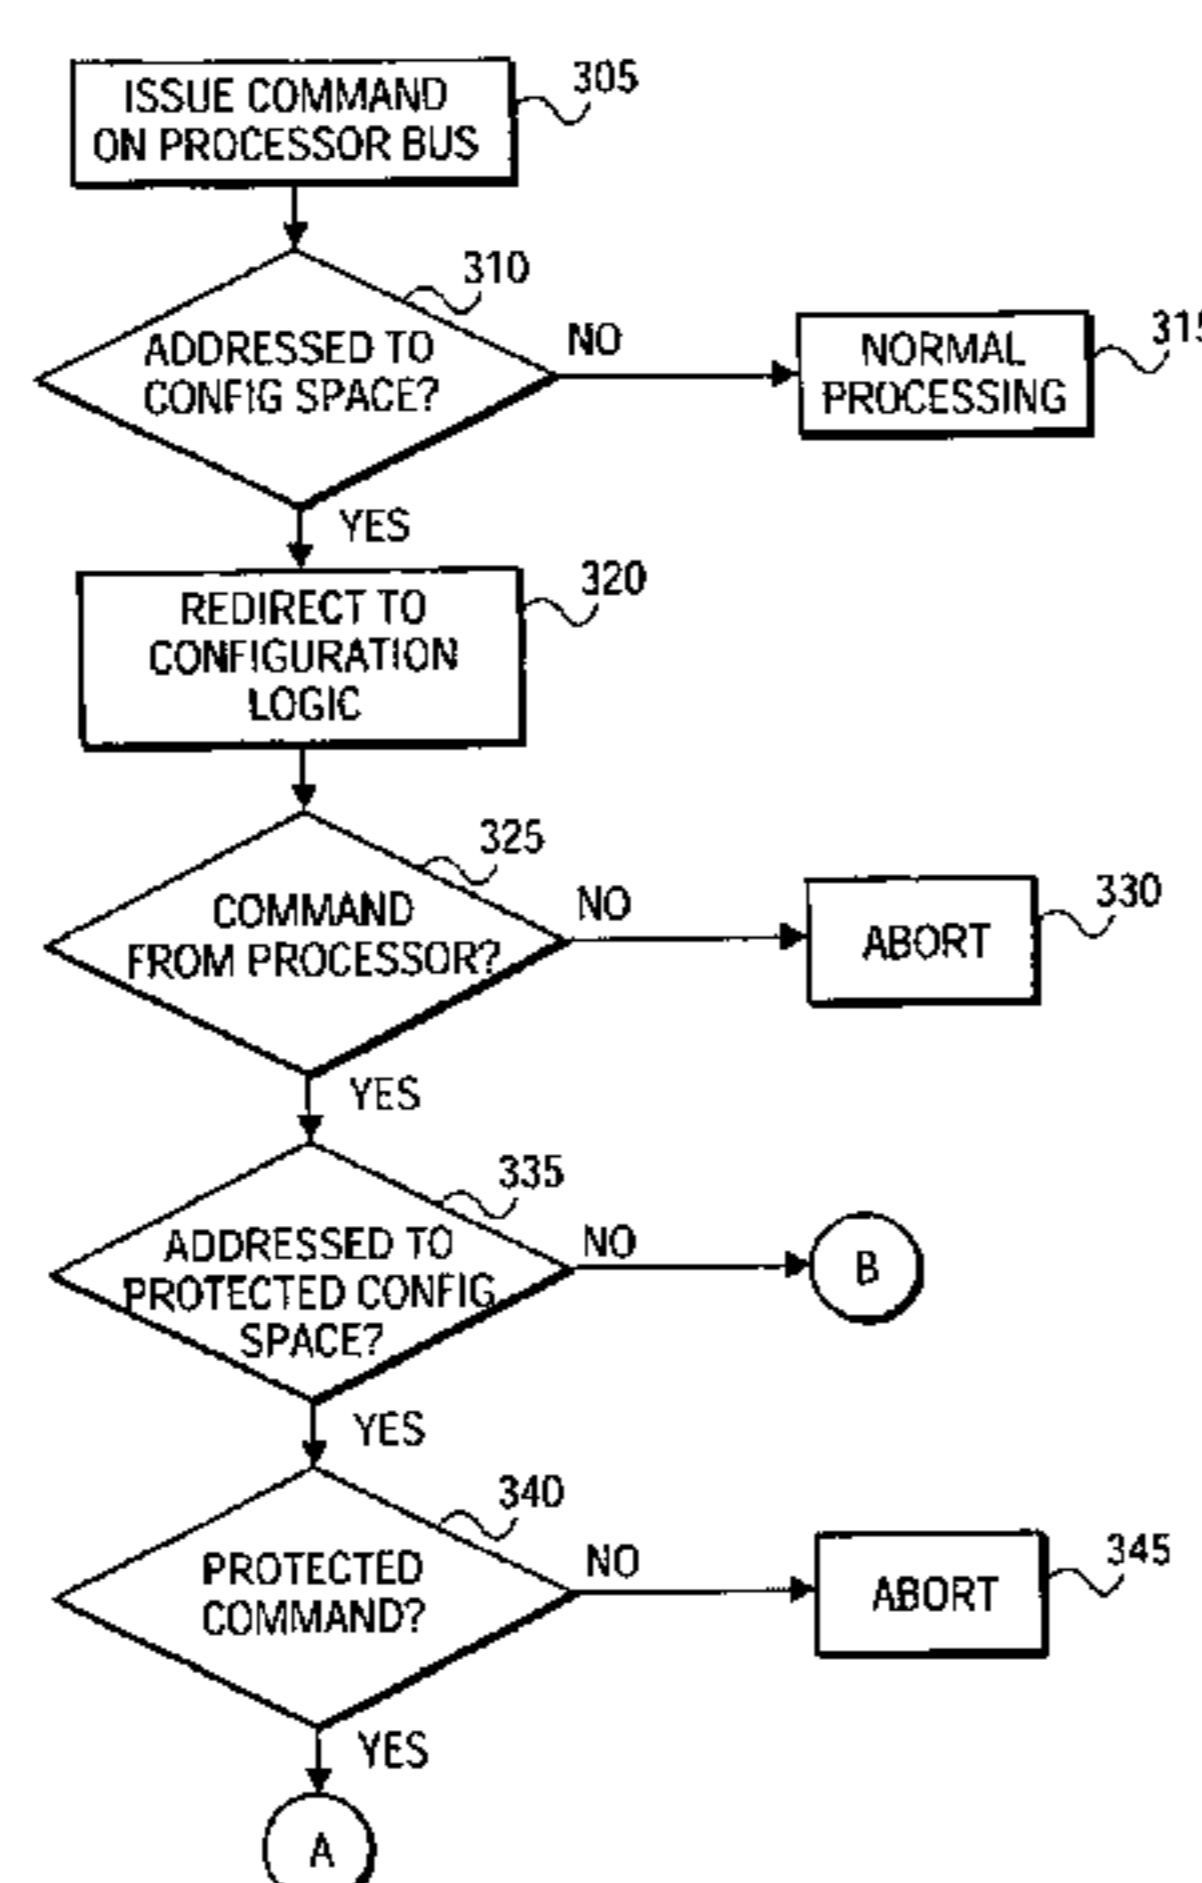 ISSUE COMMAND
ON PROCESSOR BUS
305
310
ADDRESSED TO
CONFIG SPACE?
NO
NORMAL
PROCESSING
315
YES
REDIRECT TO
CONFIGURATION
LOGIC
320
325
COMMAND
FROM PROCESSOR?
NO
ABORT
330
YES
335
ADDRESSED TO
PROTECTED CONFIG
SPACE?
NO
B
YES
340
PROTECTED
COMMAND?
NO
ABORT
345
YES
A